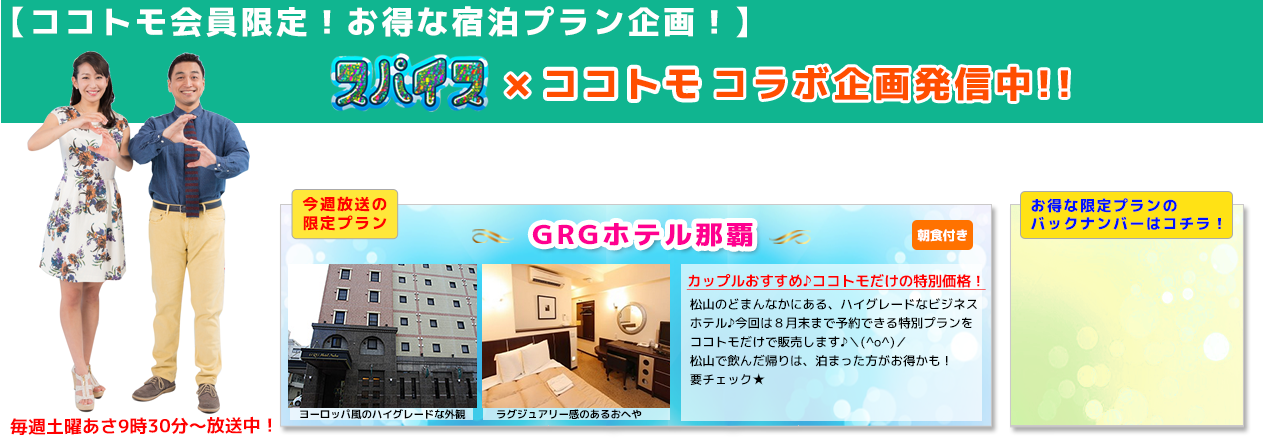 【ココトモ会員限定！お得な宿泊プラン企画！】
スパイス × ココトモ コラボ企画発信中!!
今週放送の
限定プラン
GRGホテル那覇
朝食付き
カップルおすすめ♪ココトモだけの特別価格！
松山のどまんなかにある、ハイグレードなビジネス
ホテル♪今回は８月末まで予約できる特別プランを
ココトモだけで販売します♪＼(^o^)／
松山で飲んだ帰りは、泊まった方がお得かも！
要チェック★
ヨーロッパ風のハイグレードな外観
ラグジュアリー感のあるおへや
お得な限定プランの
バックナンバーはコチラ！
毎週土曜あさ9時30分〜放送中！